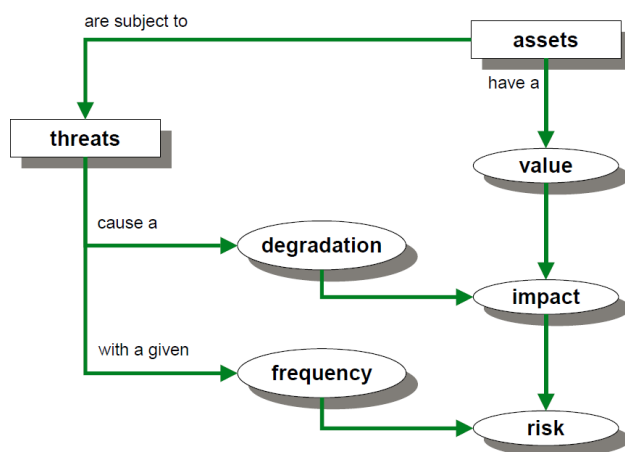 are subject to
assets
have a
threats
value
cause a
degradation
impact
with a given
frequency
risk